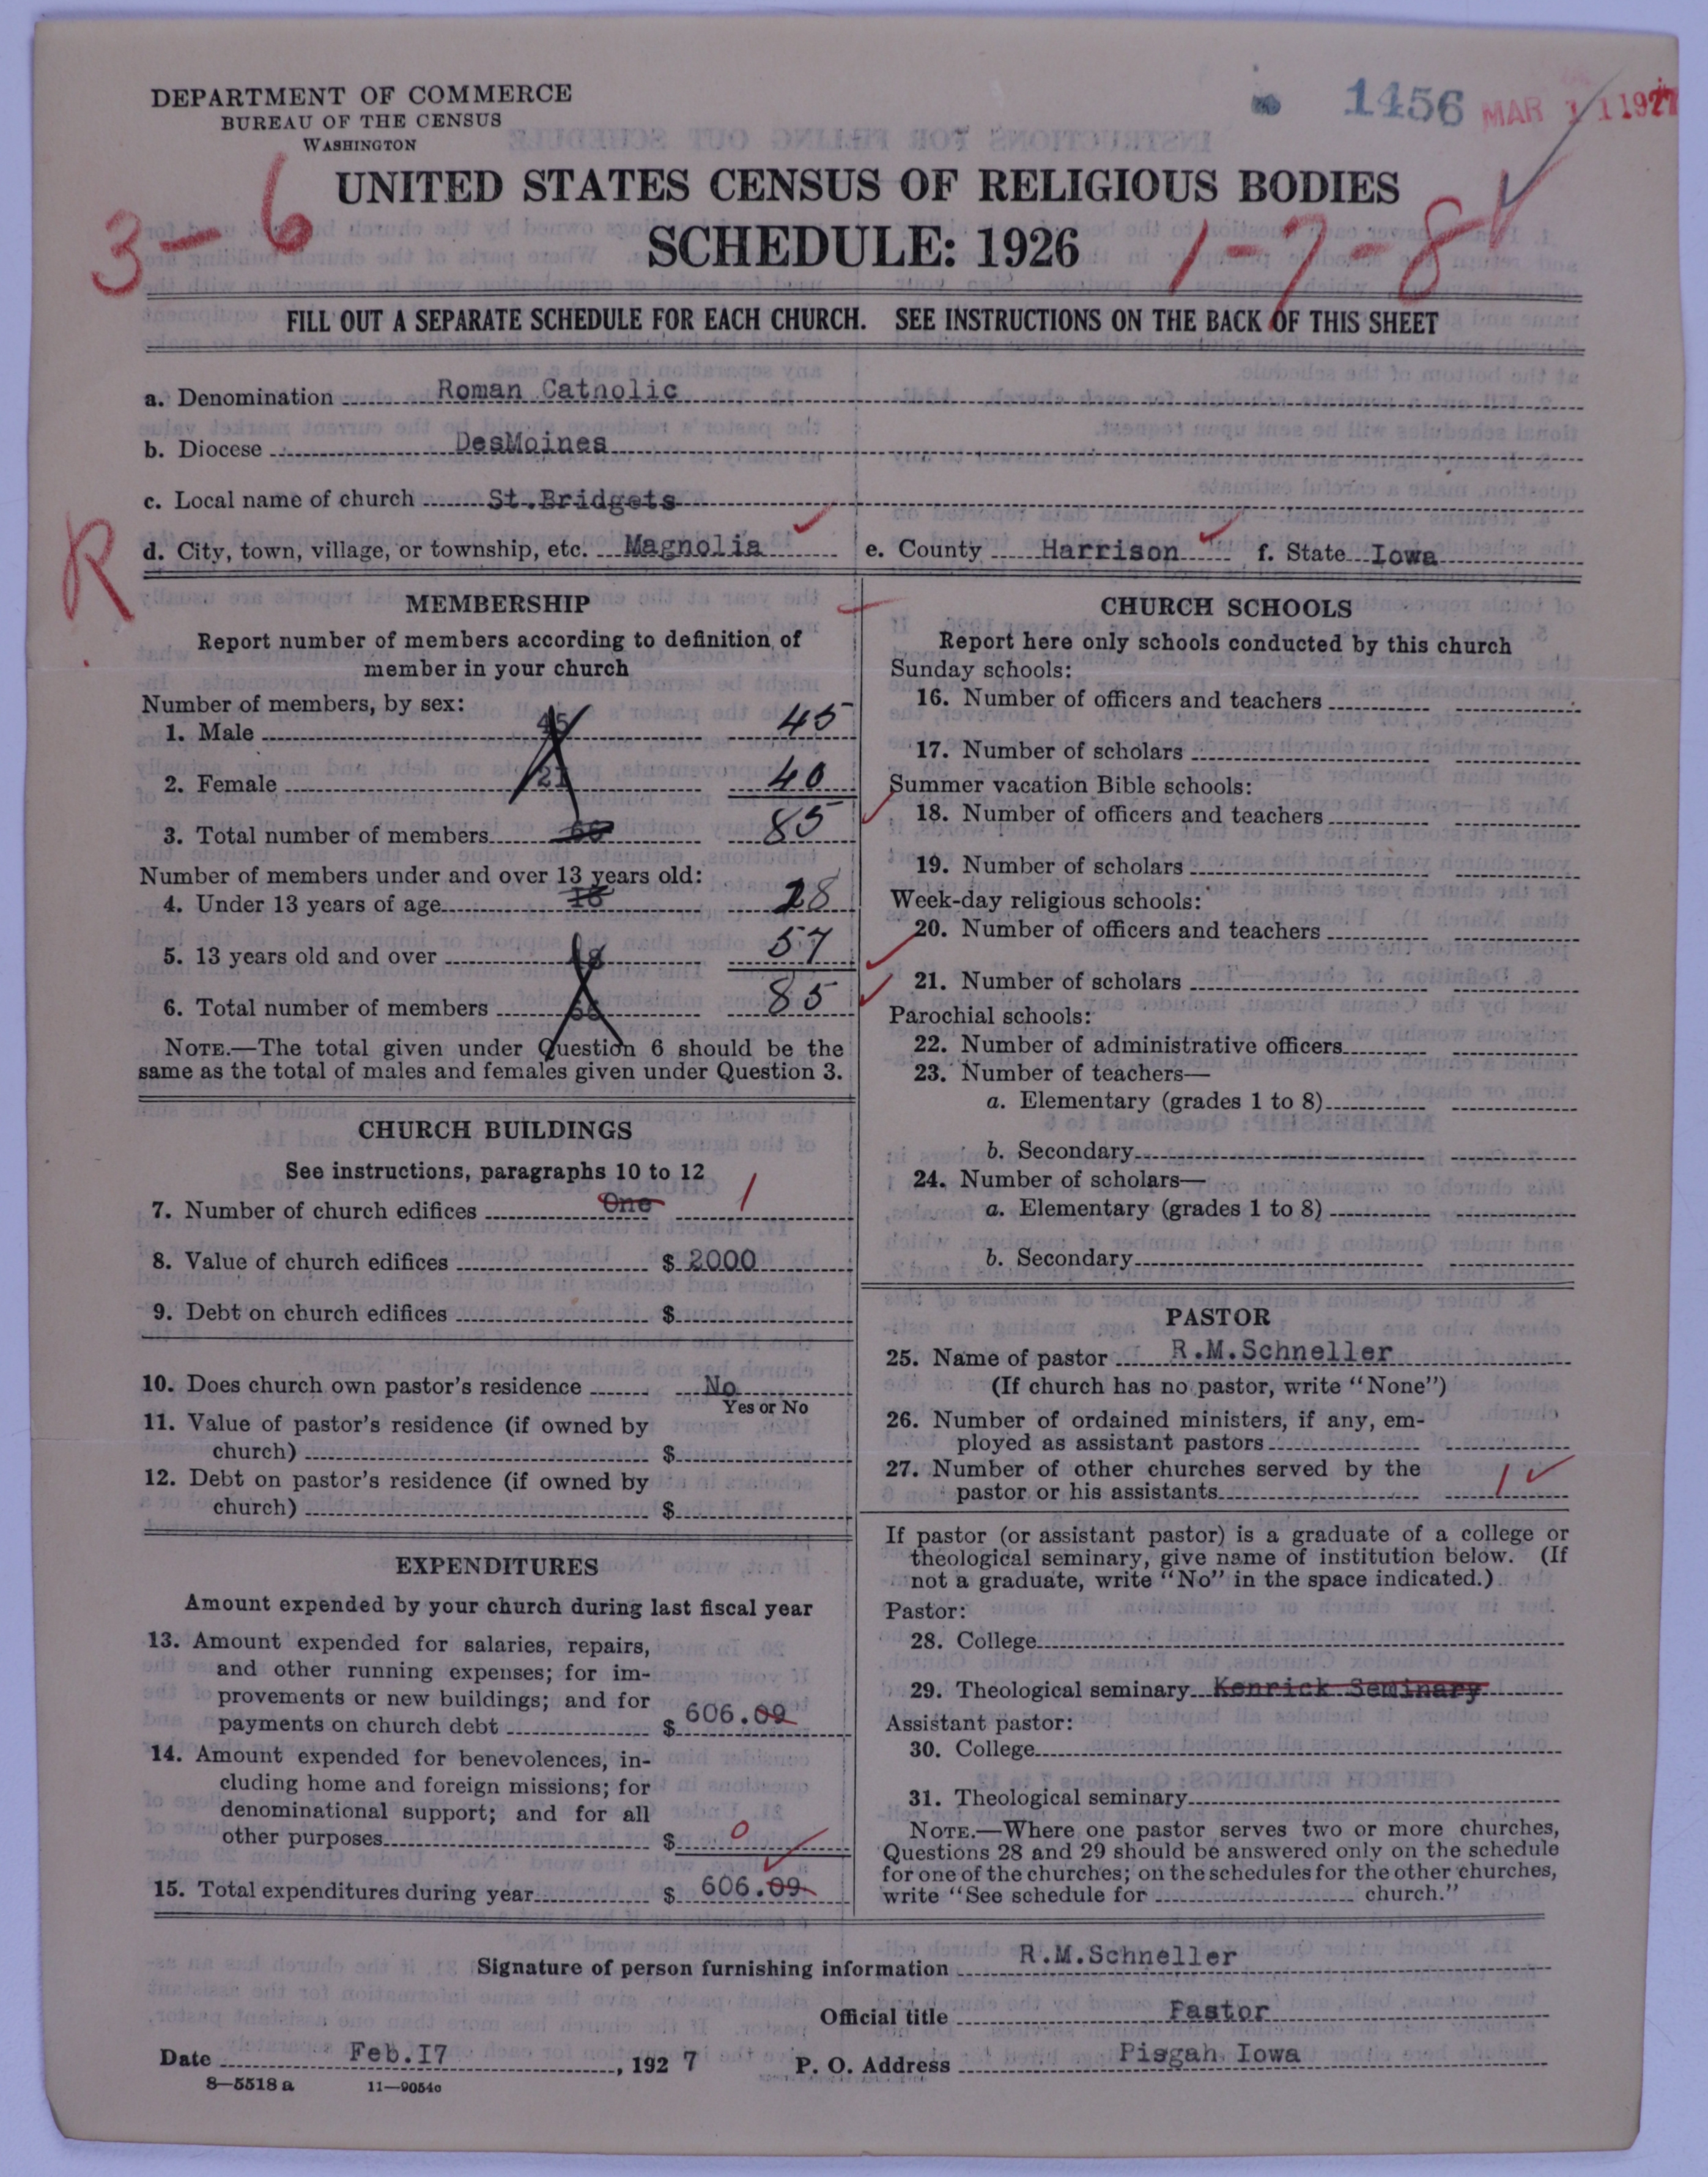 DEPARTMENT OF COMMERCE
BUREAU OF THE CENSUS
WASHINGTON
1456 MAR 11 1927
3-6
UNITED STATES CENSUS OF RELIGIOUS BODIES
SCHEDULE: 1926
1-7-8
FILL OUT A SEPARATE SCHEDULE FOR EACH CHURCH. SEE INSTRUCTIONS ON THE BACK OF THIS SHEET
a. Denomination Roman Catholic
b. Diocese DesMoines
c. Local name of church St.Bridgets
R
d. City, town, village, or township, etc. Magnolia e. County Harrison f. State Iowa
MEMBERSHIP
Report number of members according to definition of
member in your church
Number of members, by sex:
1. Male 45 45
2. Female 21 40
3. Total number of members 66 85
Number of members under and over 13 years old:
4. Under 13 years of age 18 28
5. 13 years old and over 57
6. Total number of members 66 85
NOTE.—The total given under Question 6 should be the
same as the total of males and females given under Question 3.
CHURCH BUILDINGS
See instructions, paragraphs 10 to 12
7. Number of church edifices One 1
8. Value of church edifices $ 2000
9. Debt on church edifices $
10. Does church own pastor's residence No
Yes or No
11. Value of pastor's residence (if owned by
church) $
12. Debt on pastor's residence (if owned by
church) $
EXPENDITURES
Amount expended by your church during last fiscal year
13. Amount expended for salaries, repairs,
and other running expenses; for im-
provements or new buildings; and for
payments on church debt $ 606.09
14. Amount expended for benevolences, in-
cluding home and foreign missions; for
denominational support; and for all
other purposes $ 0
15. Total expenditures during year $ 606.09
CHURCH SCHOOLS
Report here only schools conducted by this church
Sunday schools:
16. Number of officers and teachers
17. Number of scholars
Summer vacation Bible schools:
18. Number of officers and teachers
19. Number of scholars
Week-day religious schools:
20. Number of officers and teachers
21. Number of scholars
Parochial schools:
22. Number of administrative officers
23. Number of teachers—
a. Elementary (grades 1 to 8)
b. Secondary
24. Number of scholars—
a. Elementary (grades 1 to 8)
b. Secondary
PASTOR
25. Name of pastor R.M.Schneller
(If church has no pastor, write "None")
26. Number of ordained ministers, if any, em-
ployed as assistant pastors
27. Number of other churches served by the
pastor or his assistants 1
If pastor (or assistant pastor) is a graduate of a college or
theological seminary, give name of institution below. (If
not a graduate, write "No" in the space indicated.)
Pastor:
28. College
29. Theological seminary Kenrick Seminary
Assistant pastor:
30. College
31. Theological seminary
NOTE.—Where one pastor serves two or more churches,
Questions 28 and 29 should be answered only on the schedule
for one of the churches; on the schedules for the other churches,
write "See schedule for church."
Signature of person furnishing information R.M.Schneller
Official title Pastor
Date Feb.I7, 1927 P. O. Address Pisgah Iowa
8—5518 a 11—9054c